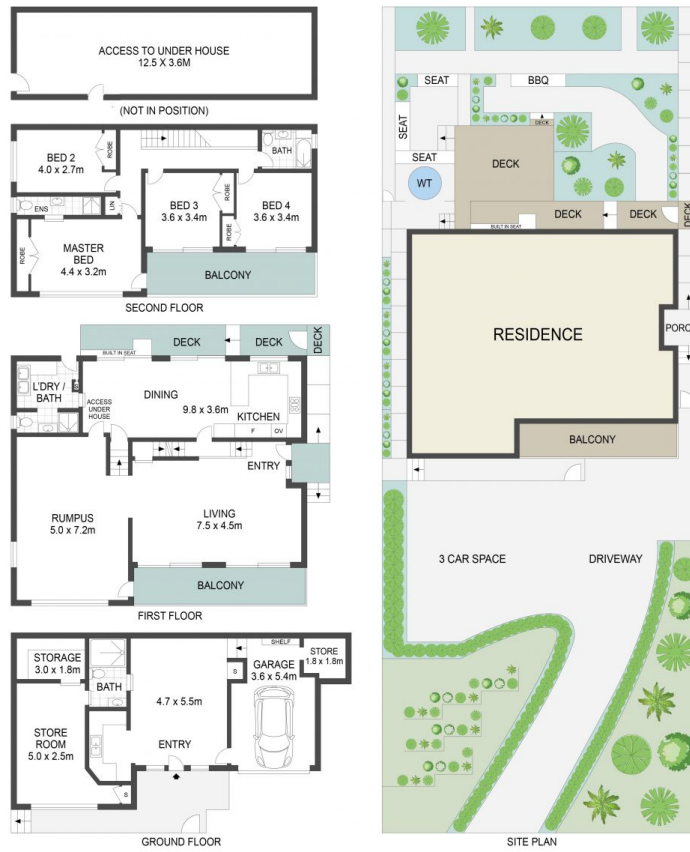 ACCESS TO UNDER HOUSE
12.5 X 3.6M
(NOT IN POSITION)
BED 2
4.0 x 2.7m
ROBE
BATH
ENS
LIN
BED 3
3.6 x 3.4m
ROBE
ROBE
BED 4
3.6 x 3.4m
ROBE
MASTER
BED
4.4 x 3.2m
BALCONY
SECOND FLOOR
DECK
DECK
DECK
BUILT IN SEAT
L'DRY /
BATH
ACCESS
UNDER
HOUSE
DINING
9.8 x 3.6m
KITCHEN
F
OV
ENTRY
RUMPUS
5.0 x 7.2m
LIVING
7.5 x 4.5m
BALCONY
FIRST FLOOR
STORAGE
3.0 x 1.8m
BATH
4.7 x 5.5m
SHELF
STORE
1.8 x 1.8m
S
GARAGE
3.6 x 5.4m
STORE
ROOM
5.0 x 2.5m
ENTRY
S
GROUND FLOOR
SEAT
BBQ
SEAT
DECK
SEAT
WT
DECK
DECK
DECK
DECK
BUILT IN SEAT
RESIDENCE
PORC
BALCONY
3 CAR SPACE
DRIVEWAY
SITE PLAN